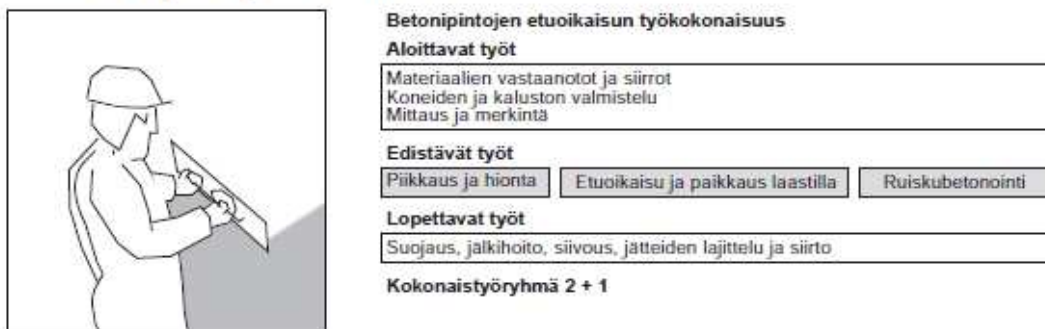 Betonipintojen etuoikaisun työkokonaisuus
Aloittavat työt
Materiaalien vastaanotot ja siirrot
Koneiden ja kaluston valmistelu
Mittaus ja merkintä
Edistävät työt
Piikkaus ja hionta
Etuoikaisu ja paikkaus laastilla
Ruiskubetonointi
Lopettavat työt
Suojaus, jälkihoito, siivous, jätteiden lajittelu ja siirto
Kokonaistyöryhmä 2 + 1